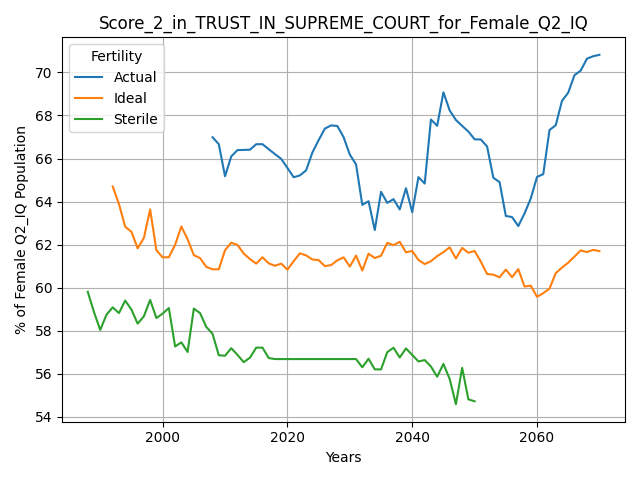 Score_2_in_TRUST_IN_SUPREME_COURT_for_Female_Q2_IQ
Fertility
Actual
Ideal
Sterile
% of Female Q2_IQ Population
70
68
66
64
62
60
58
56
54
2000
2020
2040
2060
Years